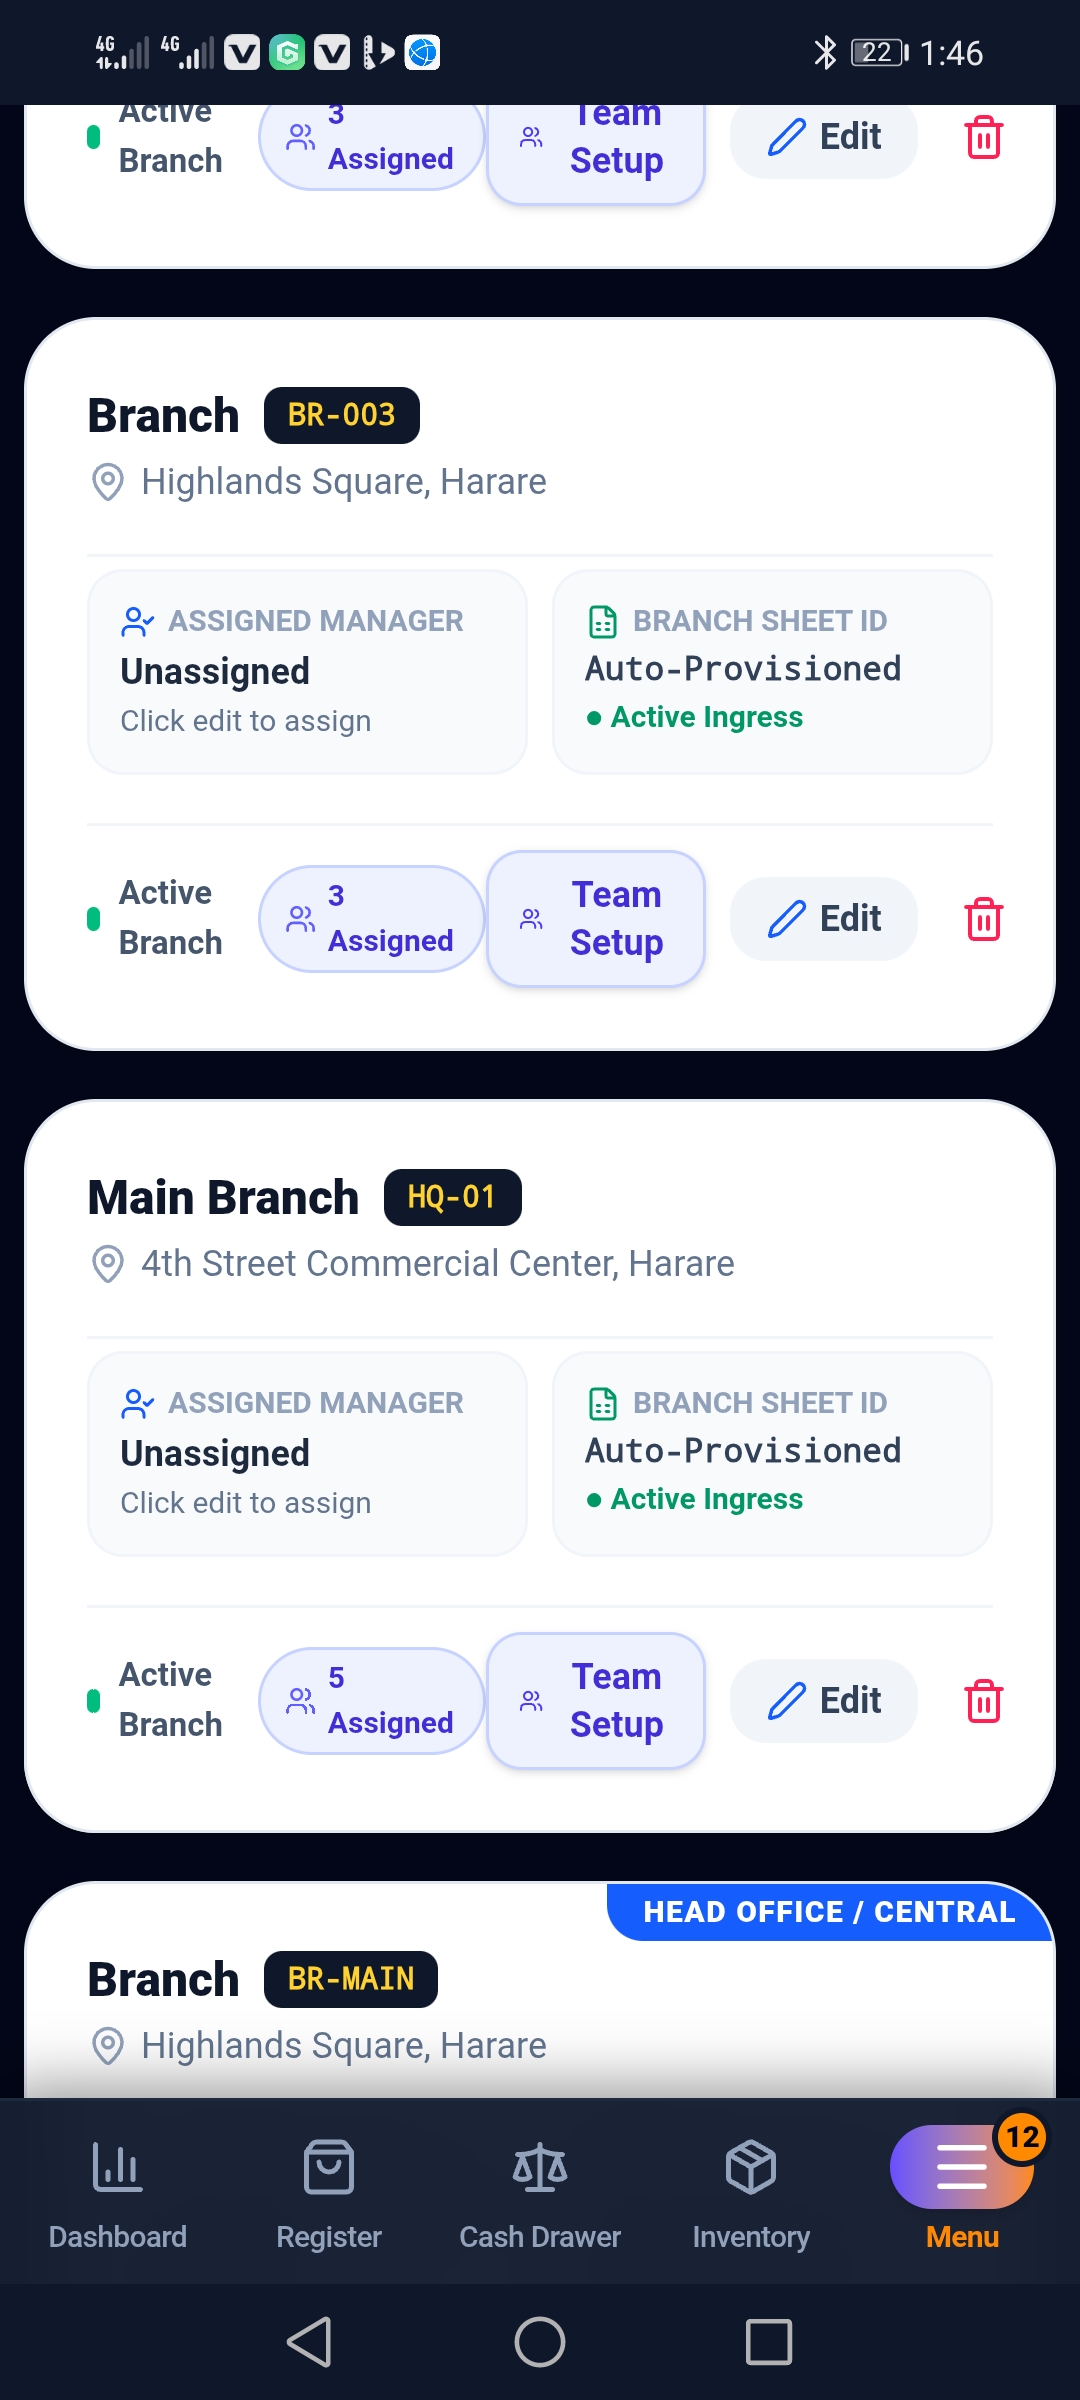 4G 4G 22 1:46
Active Branch
3 Assigned
Team Setup
Edit
Branch BR-003
Highlands Square, Harare
ASSIGNED MANAGER
Unassigned
Click edit to assign
BRANCH SHEET ID
Auto-Provisioned
Active Ingress
Active Branch
3 Assigned
Team Setup
Edit
Main Branch HQ-01
4th Street Commercial Center, Harare
ASSIGNED MANAGER
Unassigned
Click edit to assign
BRANCH SHEET ID
Auto-Provisioned
Active Ingress
Active Branch
5 Assigned
Team Setup
Edit
HEAD OFFICE / CENTRAL
Branch BR-MAIN
Highlands Square, Harare
12
Dashboard Register Cash Drawer Inventory Menu